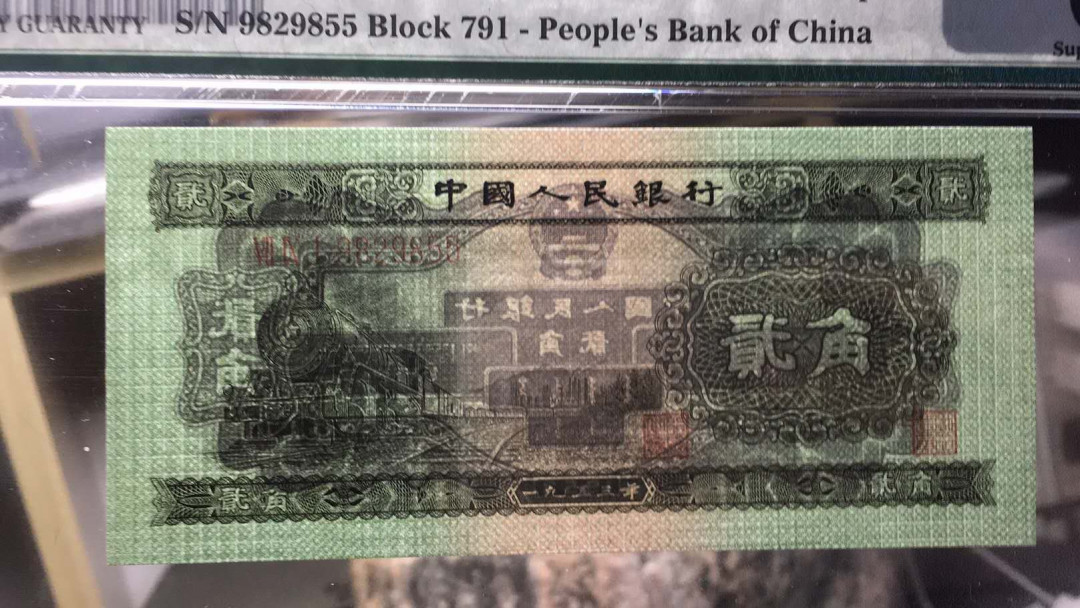 GUARANTY S/N 9829855 Block 791 - People's Bank of China
貳 中國人民銀行 貳
貳角
貳角 一九五三年 貳角